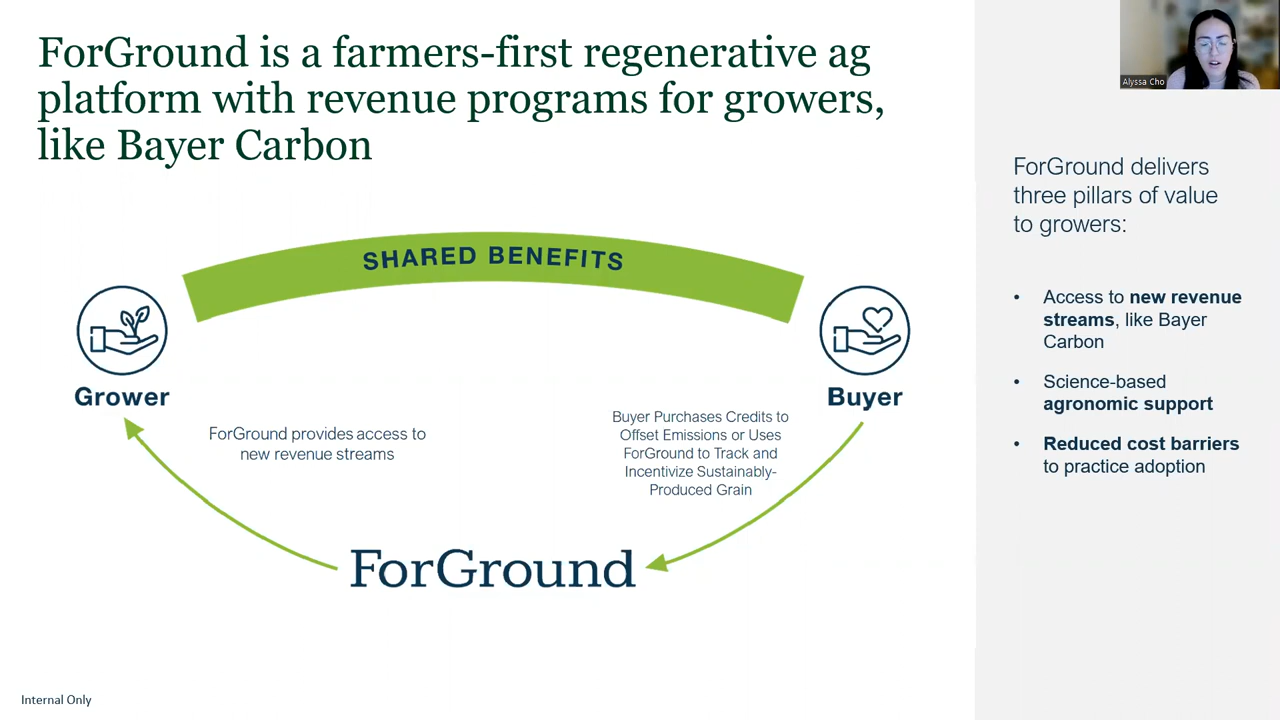 ForGround is a farmers-first regenerative ag
platform with revenue programs for growers,
like Bayer Carbon
Alyssa Cho
ForGround delivers
three pillars of value
to growers:
SHARED BENEFITS
Grower
Buyer
ForGround provides access to
new revenue streams
Buyer Purchases Credits to
Offset Emissions or Uses
ForGround to Track and
Incentivize Sustainably-
Produced Grain
ForGround
• Access to new revenue
streams, like Bayer
Carbon
• Science-based
agronomic support
• Reduced cost barriers
to practice adoption
Internal Only